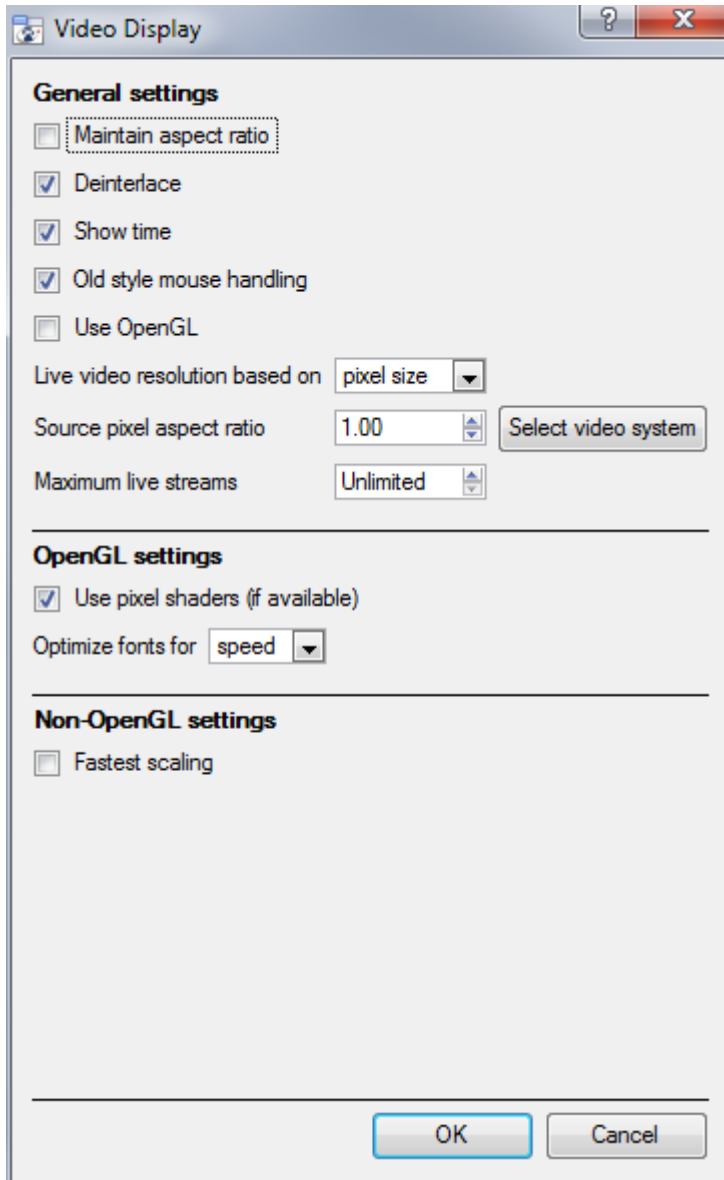 Video Display
?
General settings
Maintain aspect ratio
Deinterlace
Show time
Old style mouse handling
Use OpenGL
Live video resolution based on pixel size
Source pixel aspect ratio 1.00 Select video system
Maximum live streams Unlimited
OpenGL settings
Use pixel shaders (if available)
Optimize fonts for speed
Non-OpenGL settings
Fastest scaling
OK Cancel